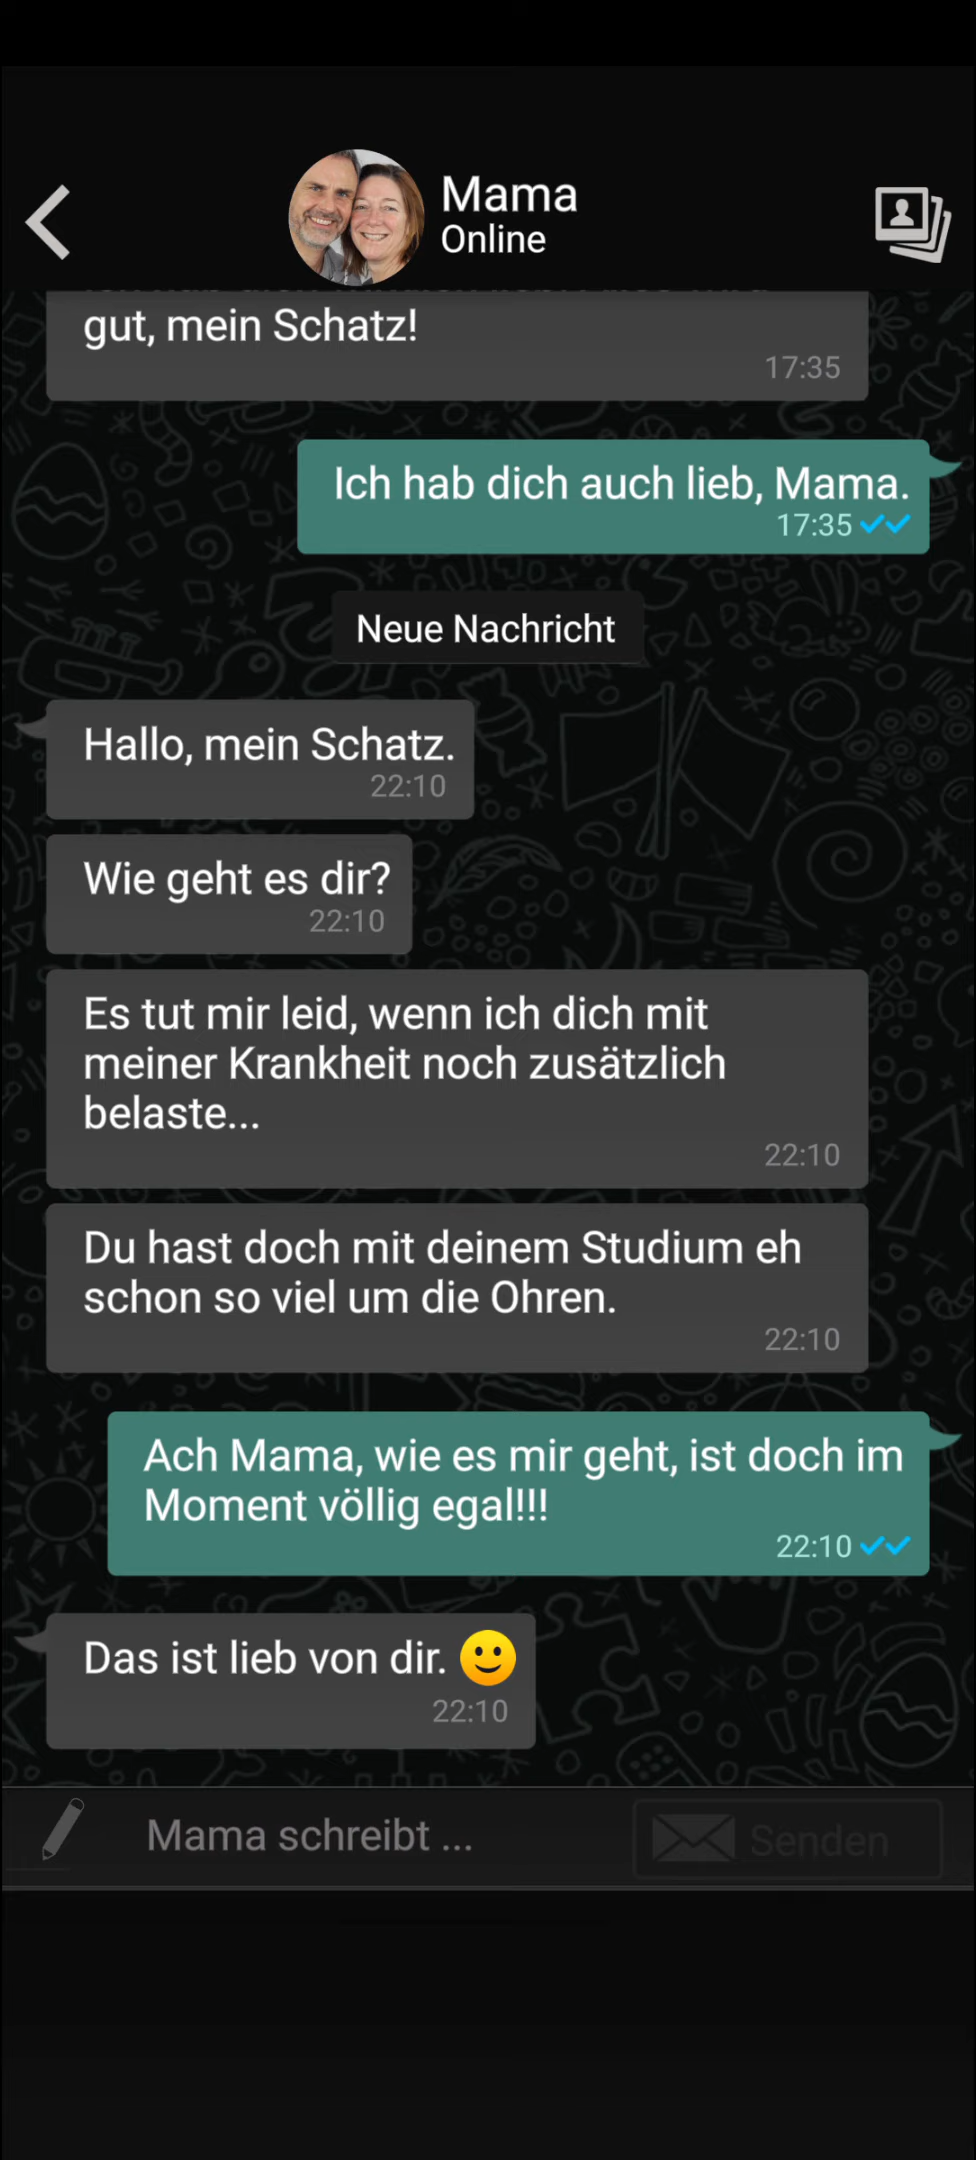 Mama
Online
gut, mein Schatz!
17:35
Ich hab dich auch lieb, Mama.
17:35
Neue Nachricht
Hallo, mein Schatz.
22:10
Wie geht es dir?
22:10
Es tut mir leid, wenn ich dich mit
meiner Krankheit noch zusätzlich
belaste...
22:10
Du hast doch mit deinem Studium eh
schon so viel um die Ohren.
22:10
Ach Mama, wie es mir geht, ist doch im
Moment völlig egal!!!
22:10
Das ist lieb von dir. 🙂
22:10
Mama schreibt ...
Senden